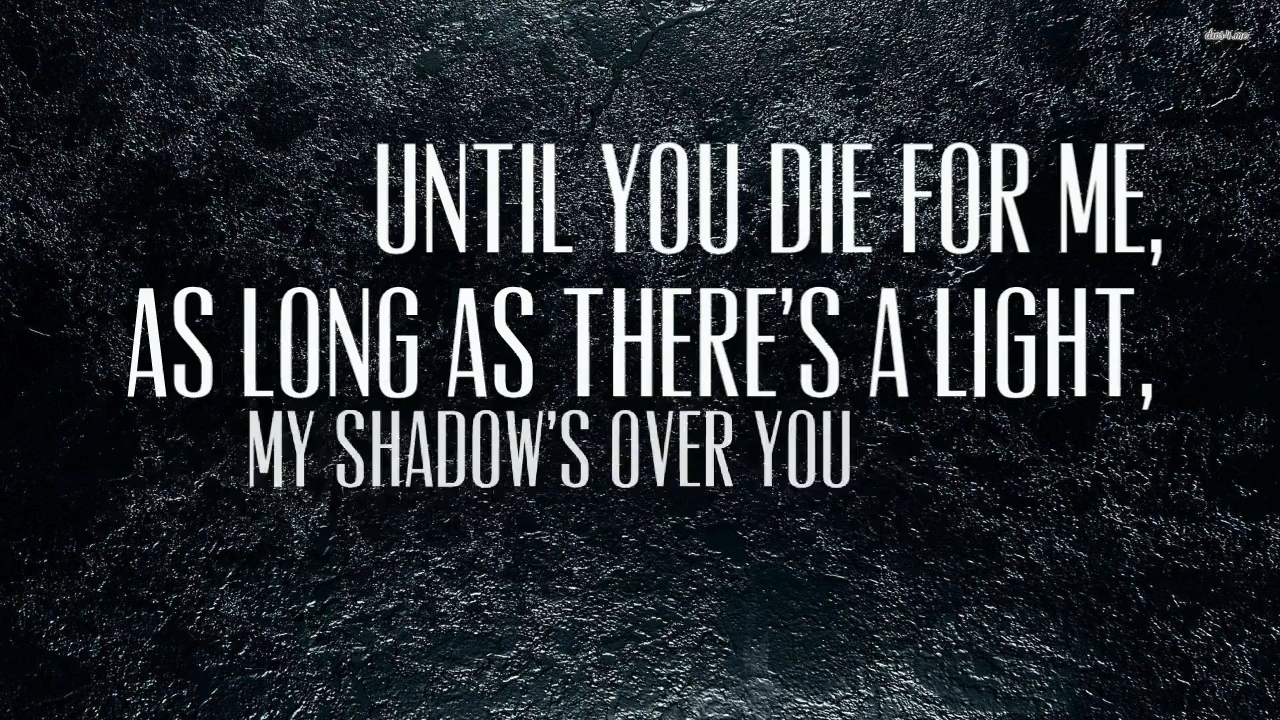 UNTIL YOU DIE FOR ME,
AS LONG AS THERE'S A LIGHT,
MY SHADOW'S OVER YOU